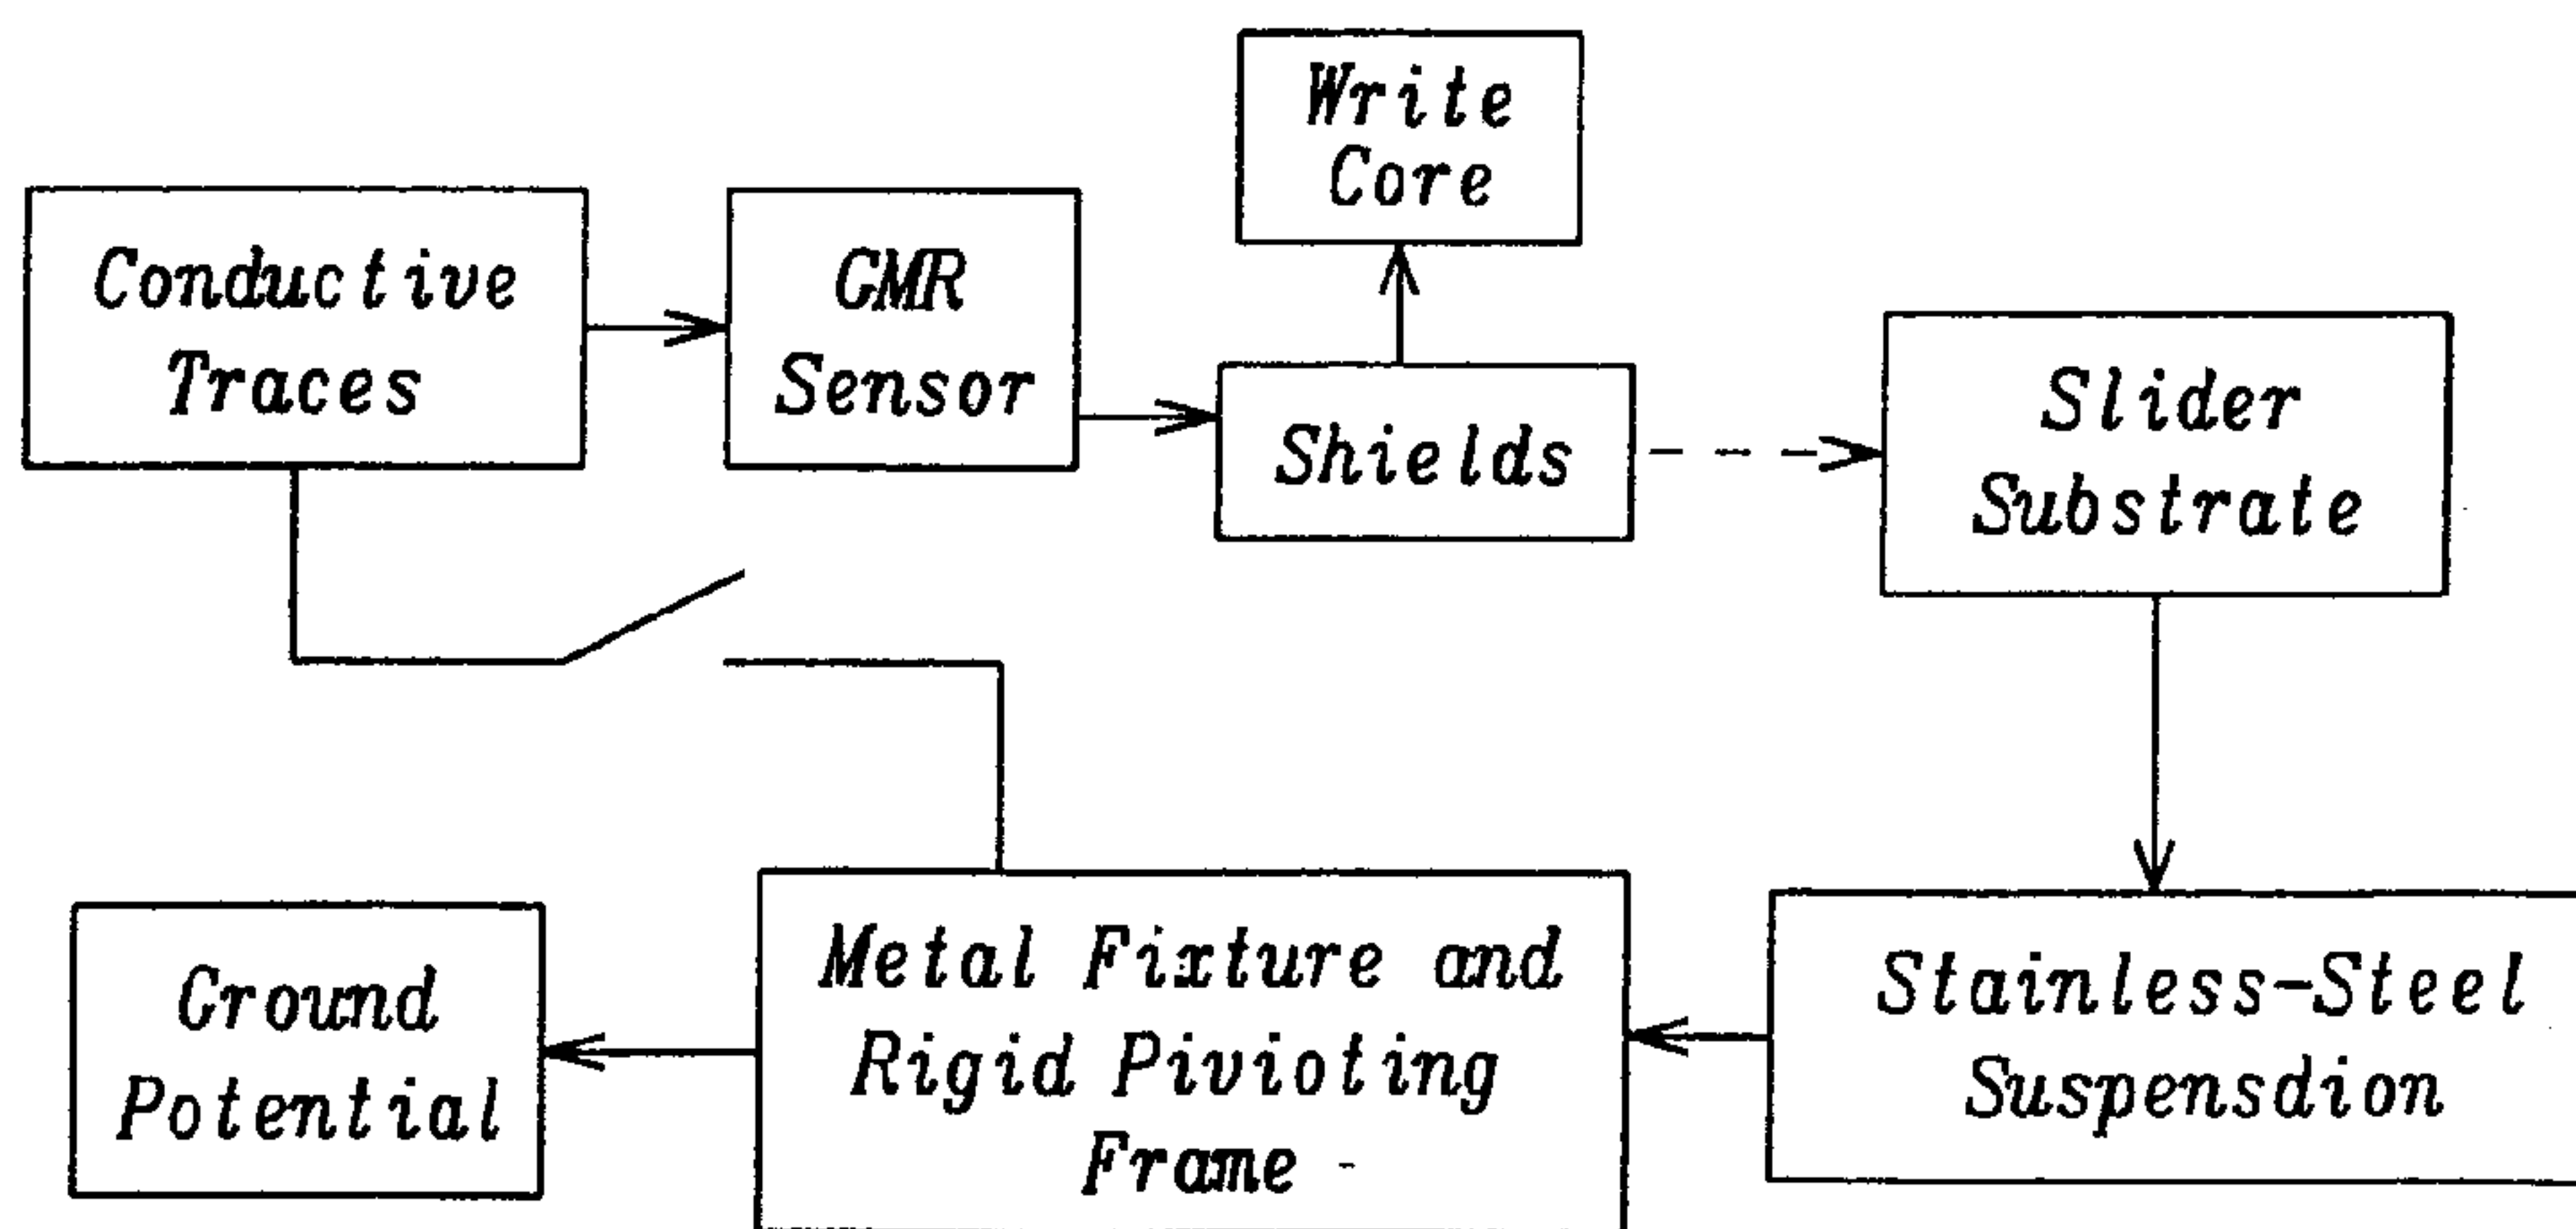 Write
Core
Conductive
Traces
GMR
Sensor
Shields
Slider
Substrate
Ground
Potential
Metal Fixture and
Rigid Pivioting
Frame
Stainless-Steel
Suspensdion